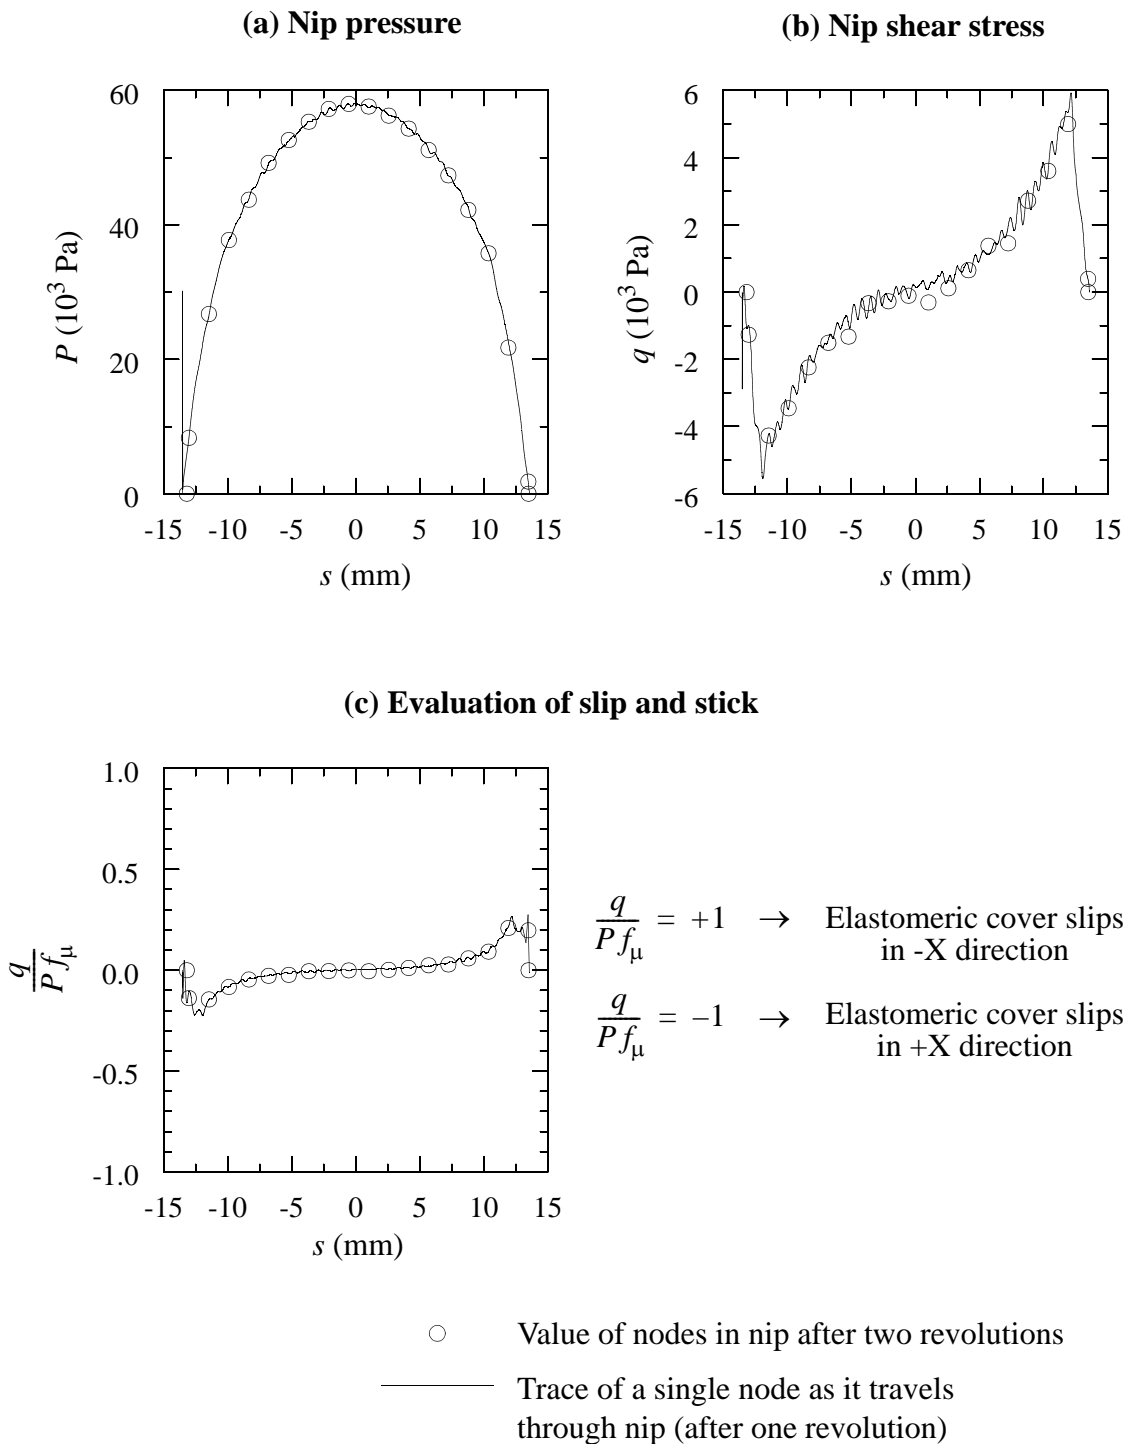 (a) Nip pressure
(b) Nip shear stress
60
40
20
0
P (10³ Pa)
-15 -10 -5 0 5 10 15
s (mm)
6
4
2
0
-2
-4
-6
q (10³ Pa)
-15 -10 -5 0 5 10 15
s (mm)
(c) Evaluation of slip and stick
1.0
0.5
0.0
-0.5
-1.0
q
P fμ
-15 -10 -5 0 5 10 15
s (mm)
q
P fμ = +1 → Elastomeric cover slips
in -X direction
q
P fμ = −1 → Elastomeric cover slips
in +X direction
Value of nodes in nip after two revolutions
Trace of a single node as it travels
through nip (after one revolution)